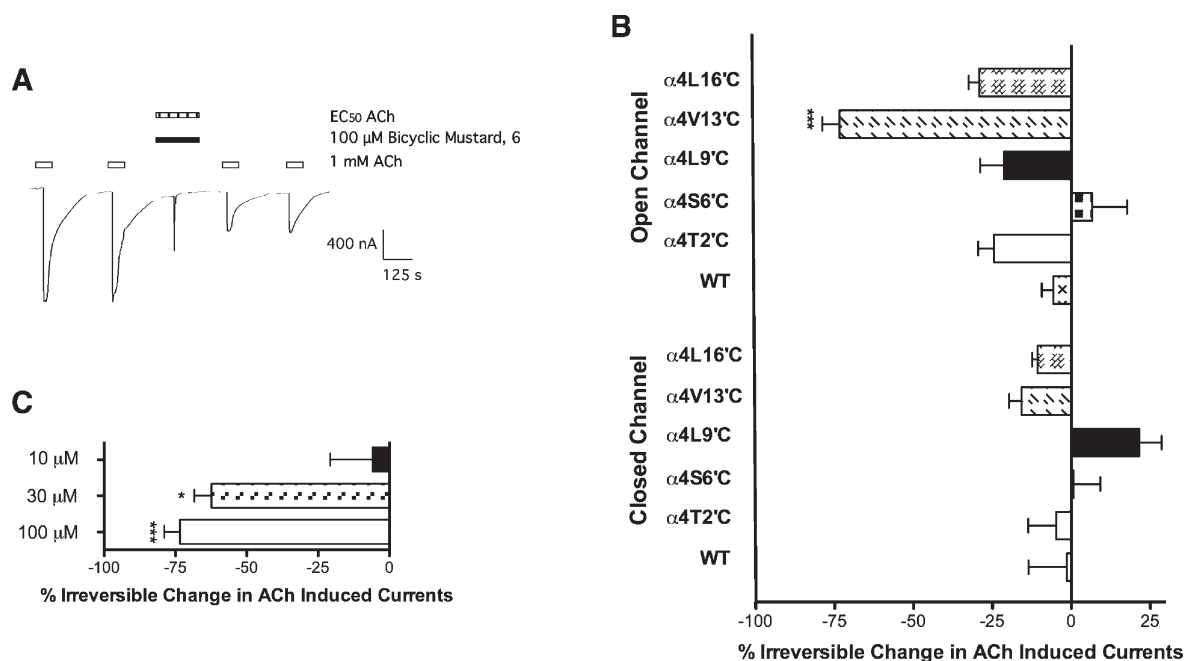 A
EC50 ACh
100 µM Bicyclic Mustard, 6
1 mM ACh
400 nA
125 s
B
Open Channel
α4L16'C
α4V13'C
***
α4L9'C
α4S6'C
α4T2'C
WT
Closed Channel
α4L16'C
α4V13'C
α4L9'C
α4S6'C
α4T2'C
WT
-100 -75 -50 -25 0 25
% Irreversible Change in ACh Induced Currents
C
10 µM
30 µM
*
100 µM
***
-100 -75 -50 -25 0
% Irreversible Change in ACh Induced Currents